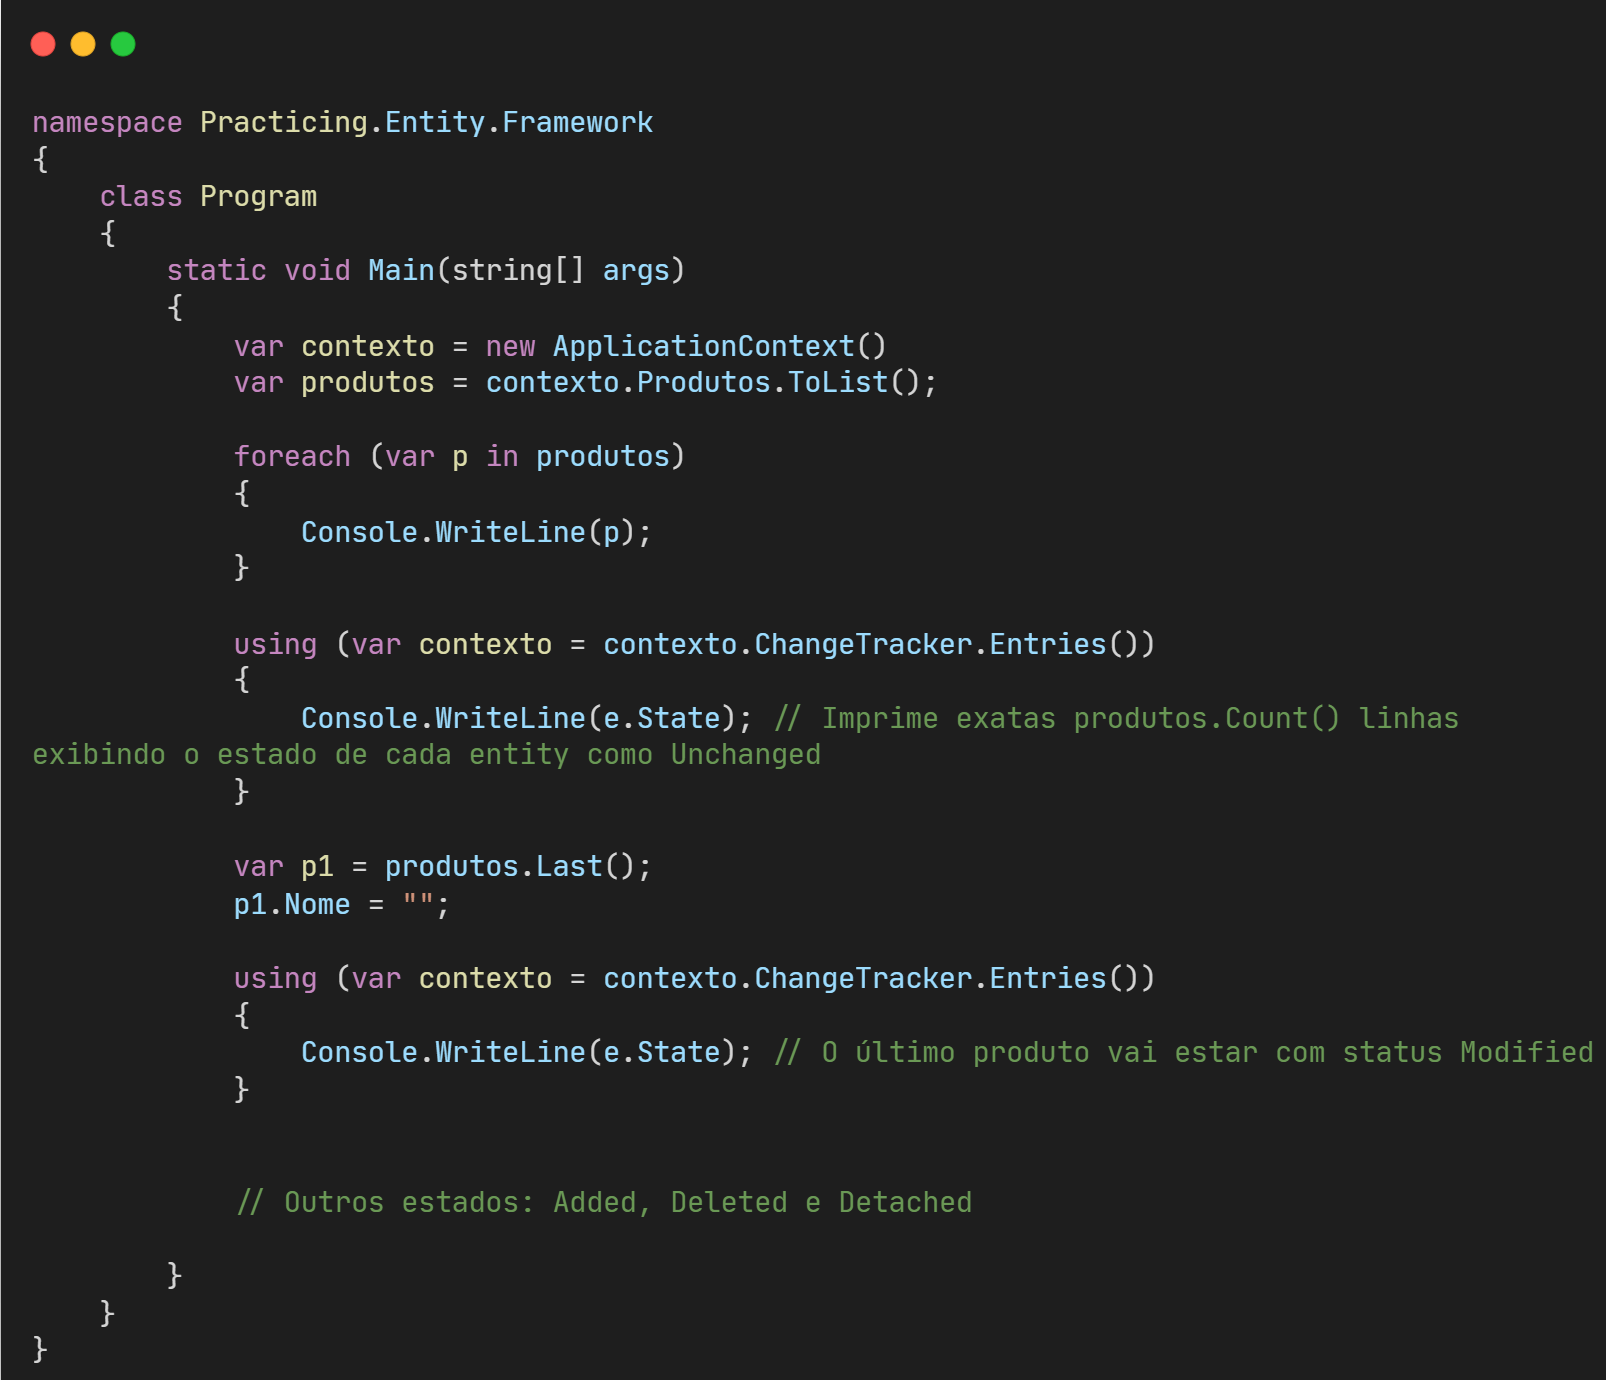 namespace Practicing.Entity.Framework
{
    class Program
    {
        static void Main(string[] args)
        {
            var contexto = new ApplicationContext()
            var produtos = contexto.Produtos.ToList();

            foreach (var p in produtos)
            {
                Console.WriteLine(p);
            }

            using (var contexto = contexto.ChangeTracker.Entries())
            {
                Console.WriteLine(e.State); // Imprime exatas produtos.Count() linhas
exibindo o estado de cada entity como Unchanged
            }

            var p1 = produtos.Last();
            p1.Nome = "";

            using (var contexto = contexto.ChangeTracker.Entries())
            {
                Console.WriteLine(e.State); // O último produto vai estar com status Modified
            }


            // Outros estados: Added, Deleted e Detached

        }
    }
}